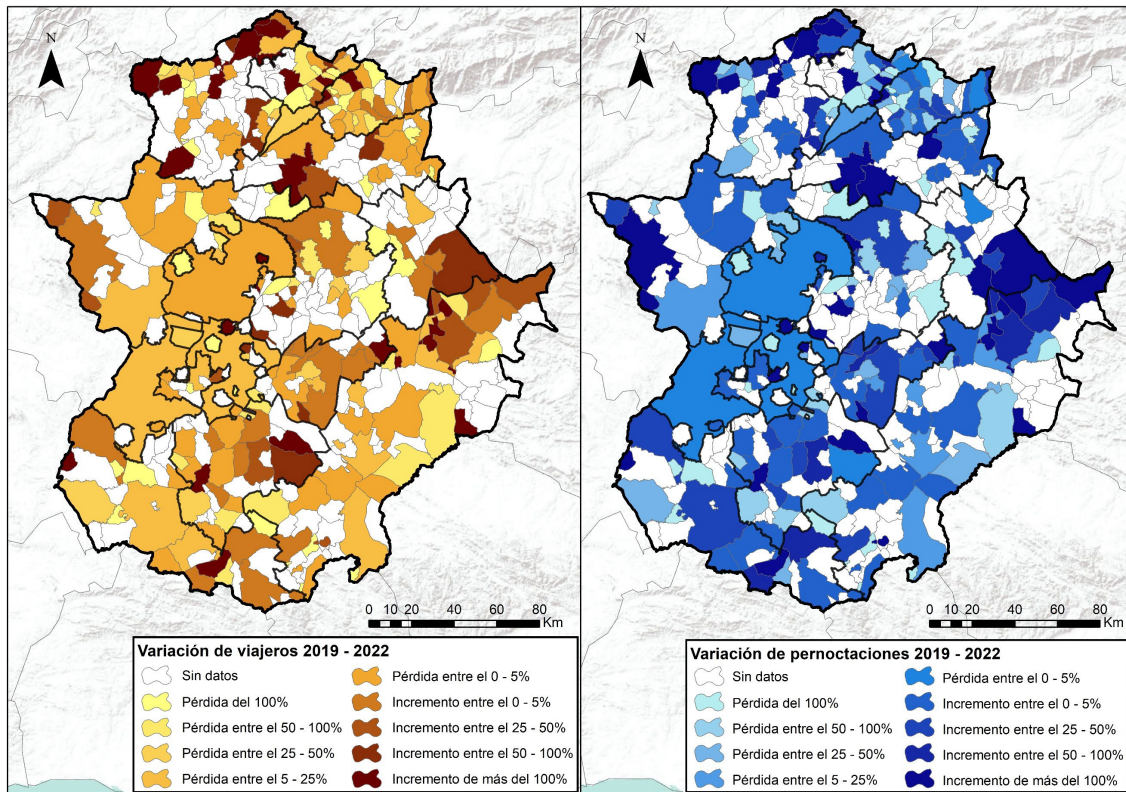 N
0 10 20 40 60 80
Km
Variación de viajeros 2019 - 2022
Sin datos
Pérdida del 100%
Pérdida entre el 50 - 100%
Pérdida entre el 25 - 50%
Pérdida entre el 5 - 25%
Pérdida entre el 0 - 5%
Incremento entre el 0 - 5%
Incremento entre el 25 - 50%
Incremento entre el 50 - 100%
Incremento de más del 100%
N
0 10 20 40 60 80
Km
Variación de pernoctaciones 2019 - 2022
Sin datos
Pérdida del 100%
Pérdida entre el 50 - 100%
Pérdida entre el 25 - 50%
Pérdida entre el 5 - 25%
Pérdida entre el 0 - 5%
Incremento entre el 0 - 5%
Incremento entre el 25 - 50%
Incremento entre el 50 - 100%
Incremento de más del 100%